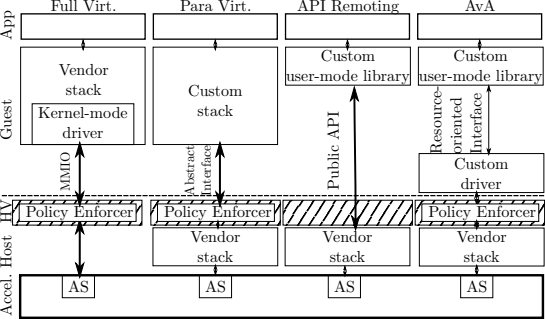 Full Virt. Para Virt. API Remoting AvA
App
Guest
Vendor
stack
Kernel-mode
driver
Custom
stack
Custom
user-mode library
Custom
user-mode library
MMIO
Abstract
Interface
Public API
Resource-
oriented
Interface
Custom
driver
HV
Policy Enforcer
Policy Enforcer
Policy Enforcer
Host
Vendor
stack
Vendor
stack
Vendor
stack
Accel.
AS AS AS AS